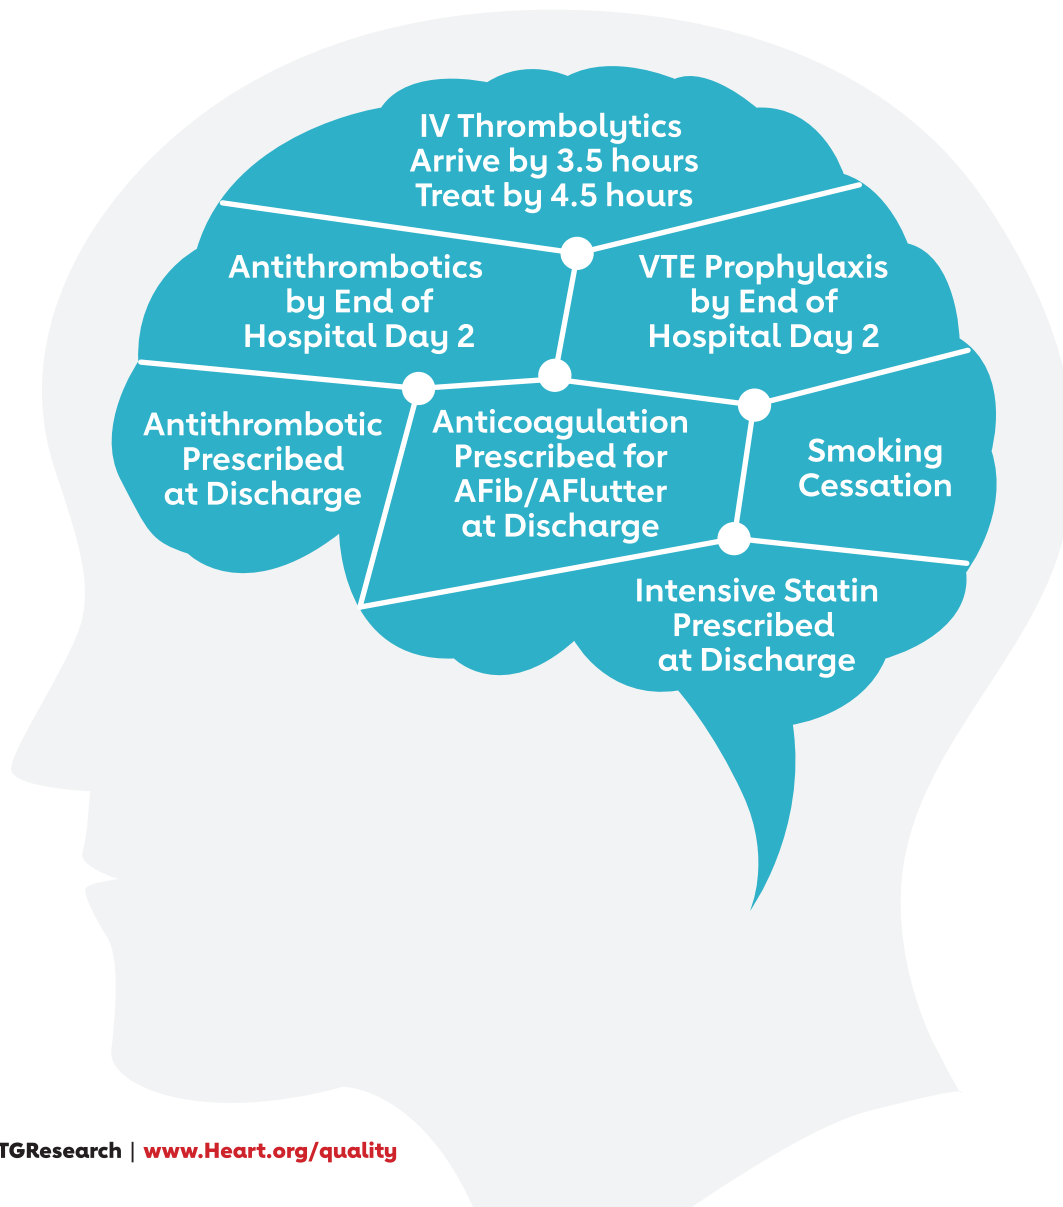 IV Thrombolytics
Arrive by 3.5 hours
Treat by 4.5 hours
Antithrombotics
by End of
Hospital Day 2
VTE Prophylaxis
by End of
Hospital Day 2
Antithrombotic
Prescribed
at Discharge
Anticoagulation
Prescribed for
AFib/AFlutter
at Discharge
Smoking
Cessation
Intensive Statin
Prescribed
at Discharge
TGResearch | www.Heart.org/quality